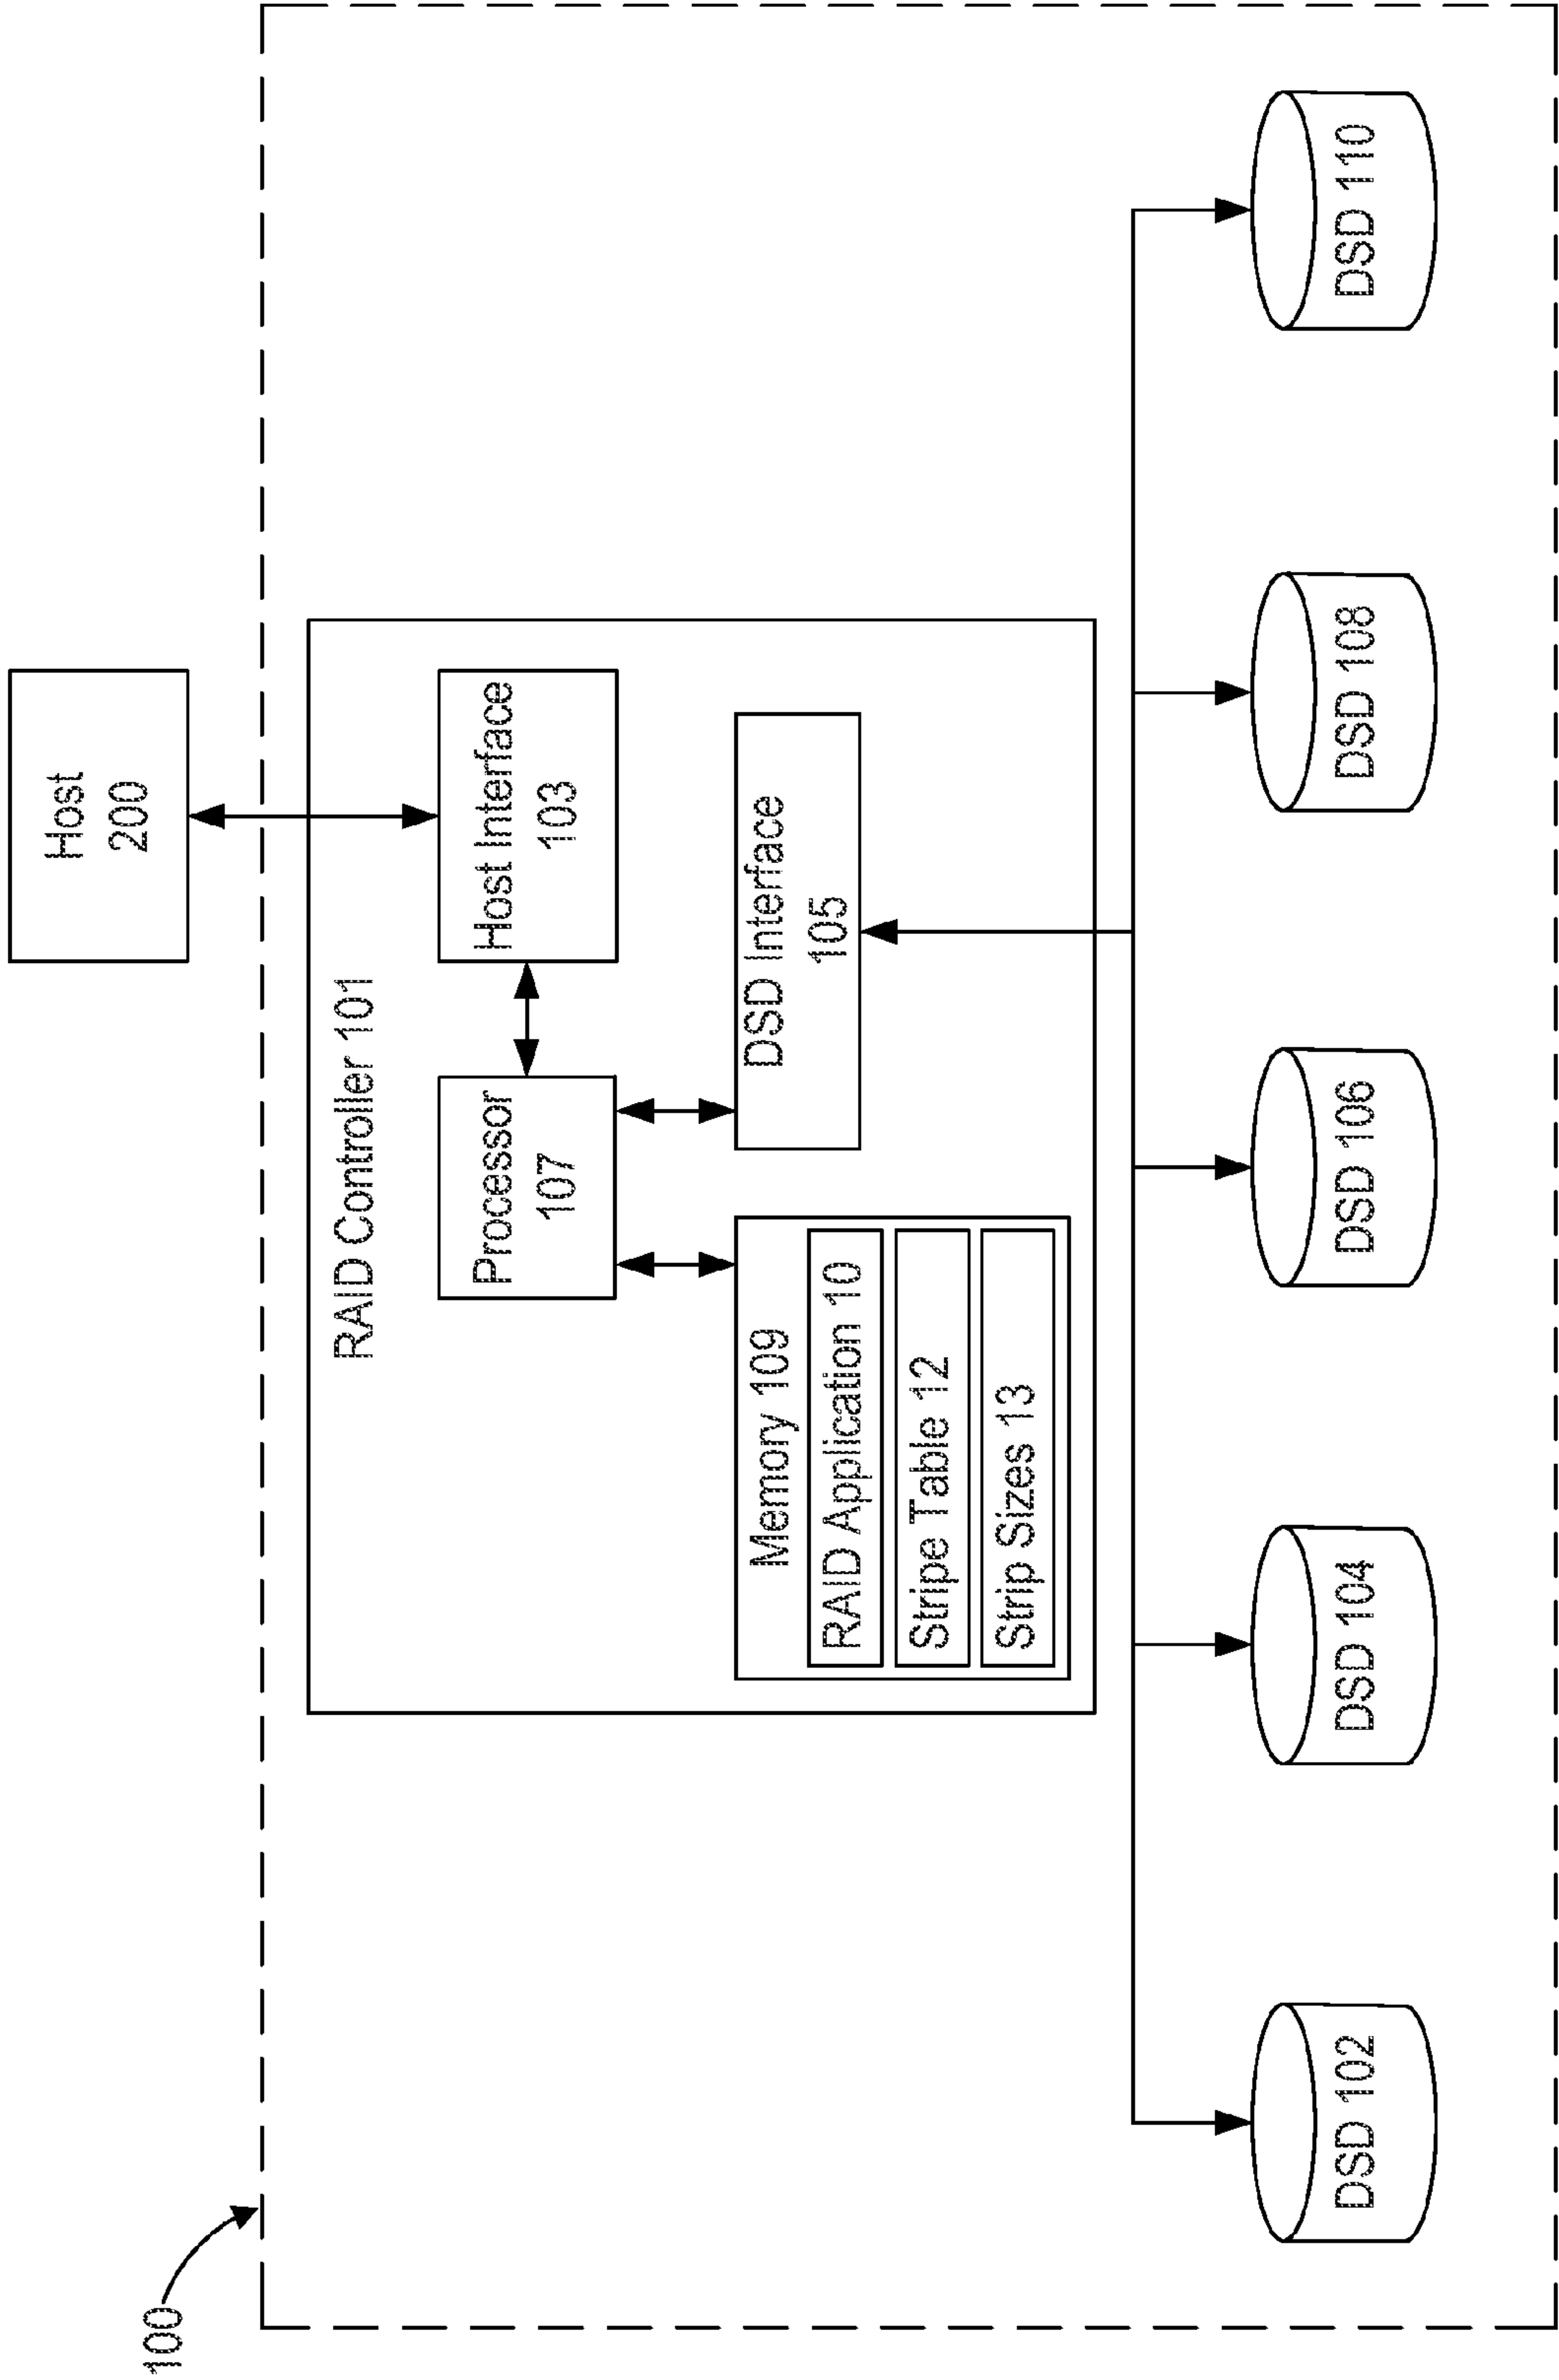 100
Host
200
RAID Controller 101
Processor
107
Host Interface
103
Memory 109
RAID Application 10
Stripe Table 12
Strip Sizes 13
DSD Interface
105
DSD 102
DSD 104
DSD 106
DSD 108
DSD 110